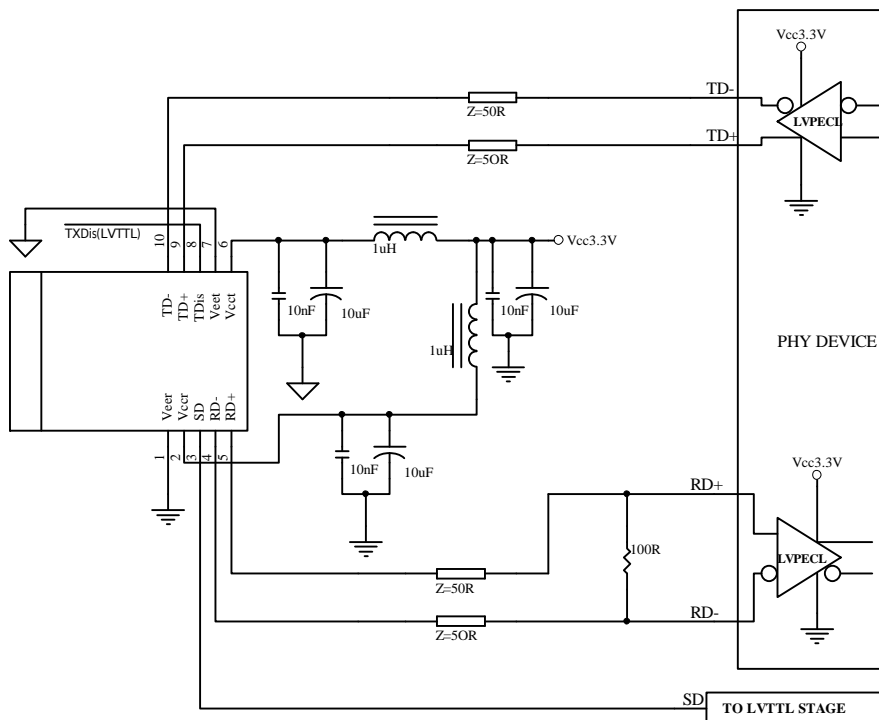 Vcc3.3V
TD-
LVPECL
Z=50R
TD+
Z=5OR
TXDis(LVTTL)
10
9
8
7
6
Vcc3.3V
1uH
TD-
TD+
TDis
Veet
Vcct
10nF
10uF
10nF
10uF
1uH
PHY DEVICE
Veer
Vccr
SD
RD-
RD+
1
2
3
4
5
10nF
10uF
Vcc3.3V
RD+
100R
LVPECL
Z=50R
RD-
Z=5OR
SD
TO LVTTL STAGE